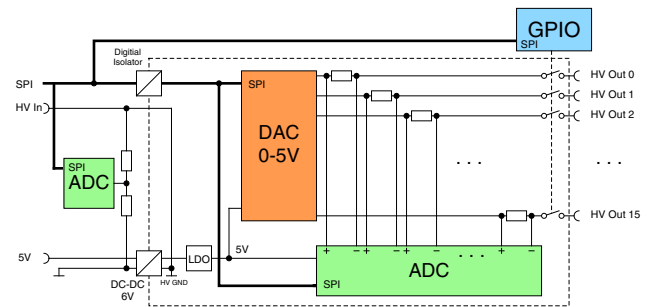 GPIO
SPI
Digitial
Isolator
SPI
HV In
SPI
HV Out 0
HV Out 1
HV Out 2
DAC
0-5V
SPI
ADC
. . .
. . .
HV Out 15
5V
DC-DC
6V
HV GND
LDO
5V
+ - + - + - . . . + -
ADC
SPI